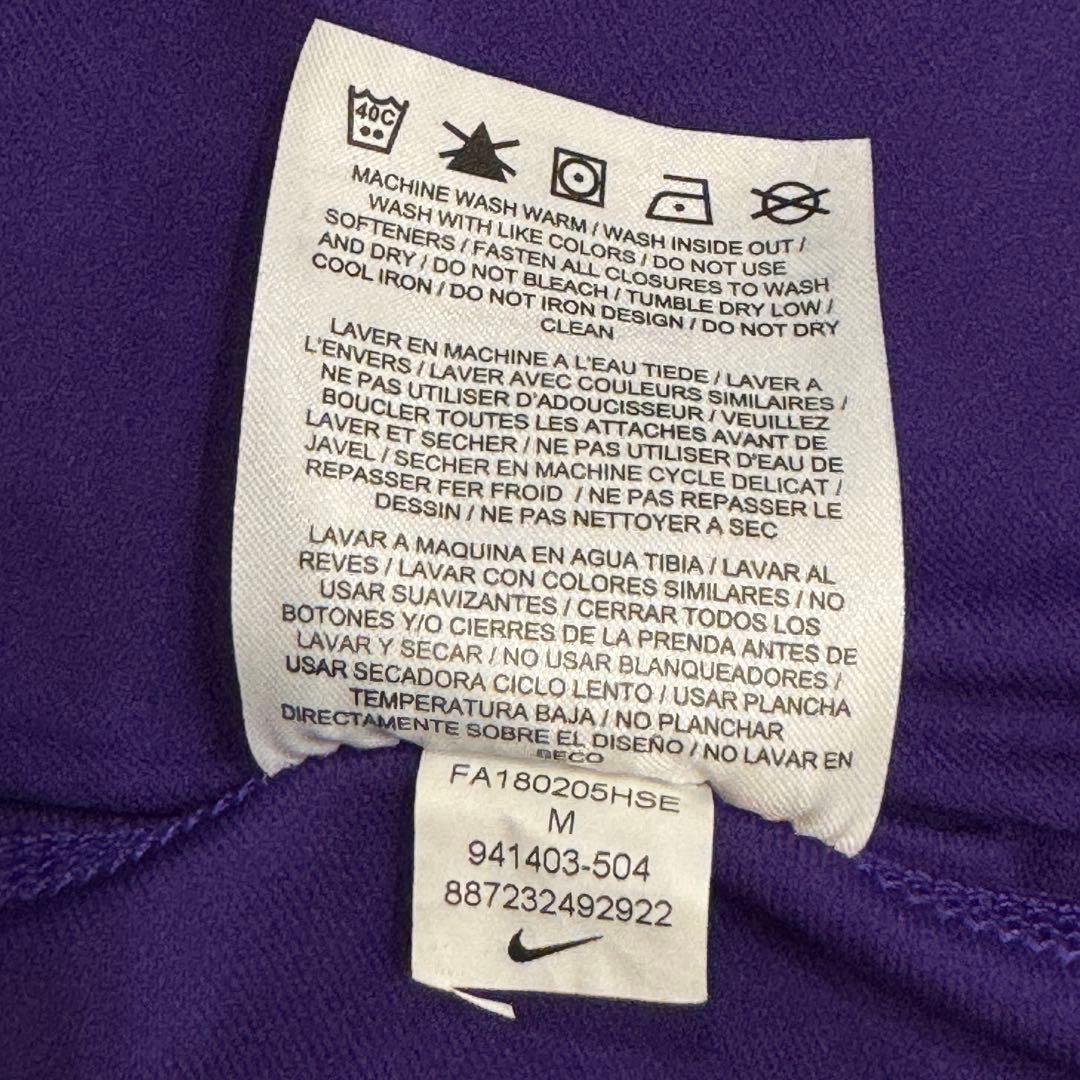 40C
MACHINE WASH WARM / WASH INSIDE OUT /
WASH WITH LIKE COLORS / DO NOT USE
SOFTENERS / FASTEN ALL CLOSURES TO WASH
AND DRY / DO NOT BLEACH / TUMBLE DRY LOW /
COOL IRON / DO NOT IRON DESIGN / DO NOT DRY
CLEAN
LAVER EN MACHINE A L'EAU TIEDE / LAVER A
L'ENVERS / LAVER AVEC COULEURS SIMILAIRES /
NE PAS UTILISER D'ADOUCISSEUR / VEUILLEZ
BOUCLER TOUTES LES ATTACHES AVANT DE
LAVER ET SECHER / NE PAS UTILISER D'EAU DE
JAVEL / SECHER EN MACHINE CYCLE DELICAT /
REPASSER FER FROID / NE PAS REPASSER LE
DESSIN / NE PAS NETTOYER A SEC
LAVAR A MAQUINA EN AGUA TIBIA / LAVAR AL
REVES / LAVAR CON COLORES SIMILARES / NO
USAR SUAVIZANTES / CERRAR TODOS LOS
BOTONES Y/O CIERRES DE LA PRENDA ANTES DE
LAVAR Y SECAR / NO USAR BLANQUEADORES /
USAR SECADORA CICLO LENTO / USAR PLANCHA
TEMPERATURA BAJA / NO PLANCHAR
DIRECTAMENTE SOBRE EL DISEÑO / NO LAVAR EN
FA180205HSE
M
941403-504
887232492922